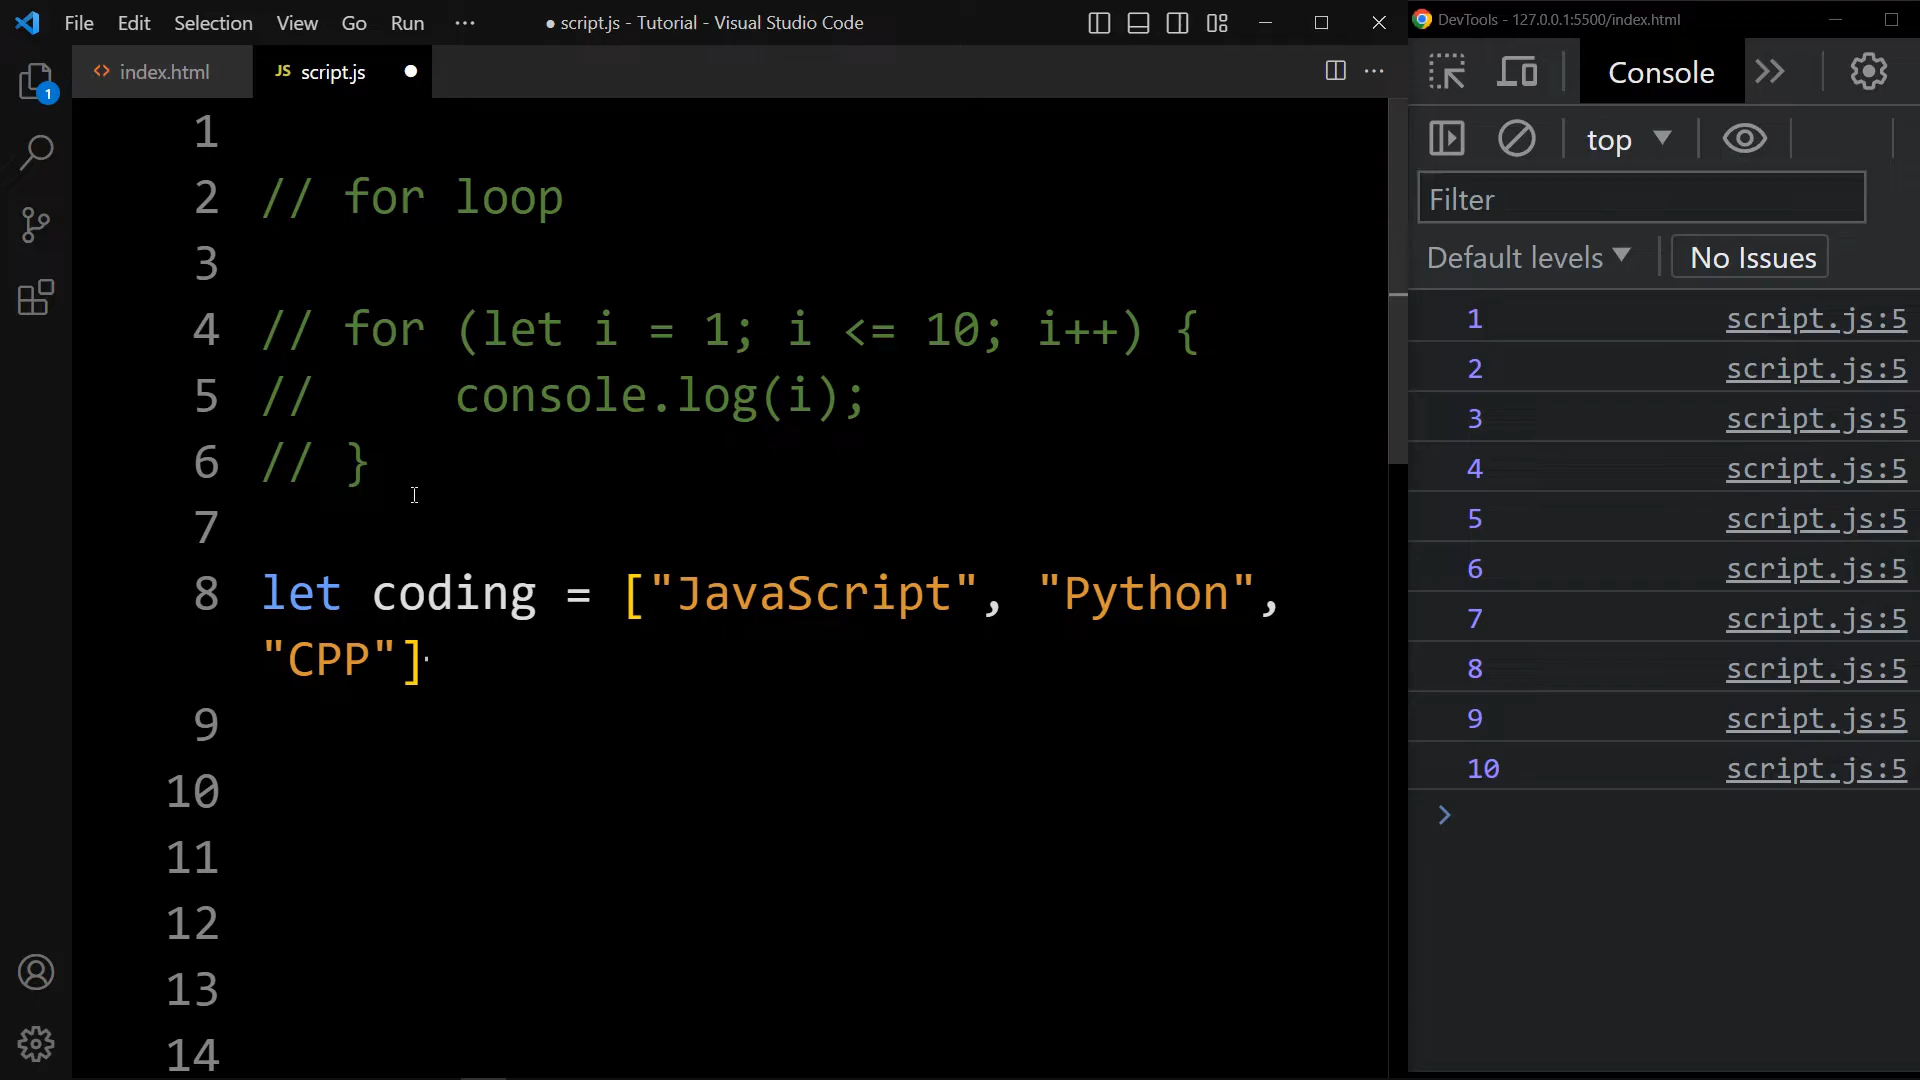 File Edit Selection View Go Run ··· ● script.js - Tutorial - Visual Studio Code
DevTools - 127.0.0.1:5500/index.html
<> index.html
JS script.js ●
1
1
2 // for loop
3
4 // for (let i = 1; i <= 10; i++) {
5 //     console.log(i);
6 // }
7
8 let coding = ["JavaScript", "Python",
"CPP"]
9
10
11
12
13
14
Console
top
Filter
Default levels No Issues
1 script.js:5
2 script.js:5
3 script.js:5
4 script.js:5
5 script.js:5
6 script.js:5
7 script.js:5
8 script.js:5
9 script.js:5
10 script.js:5